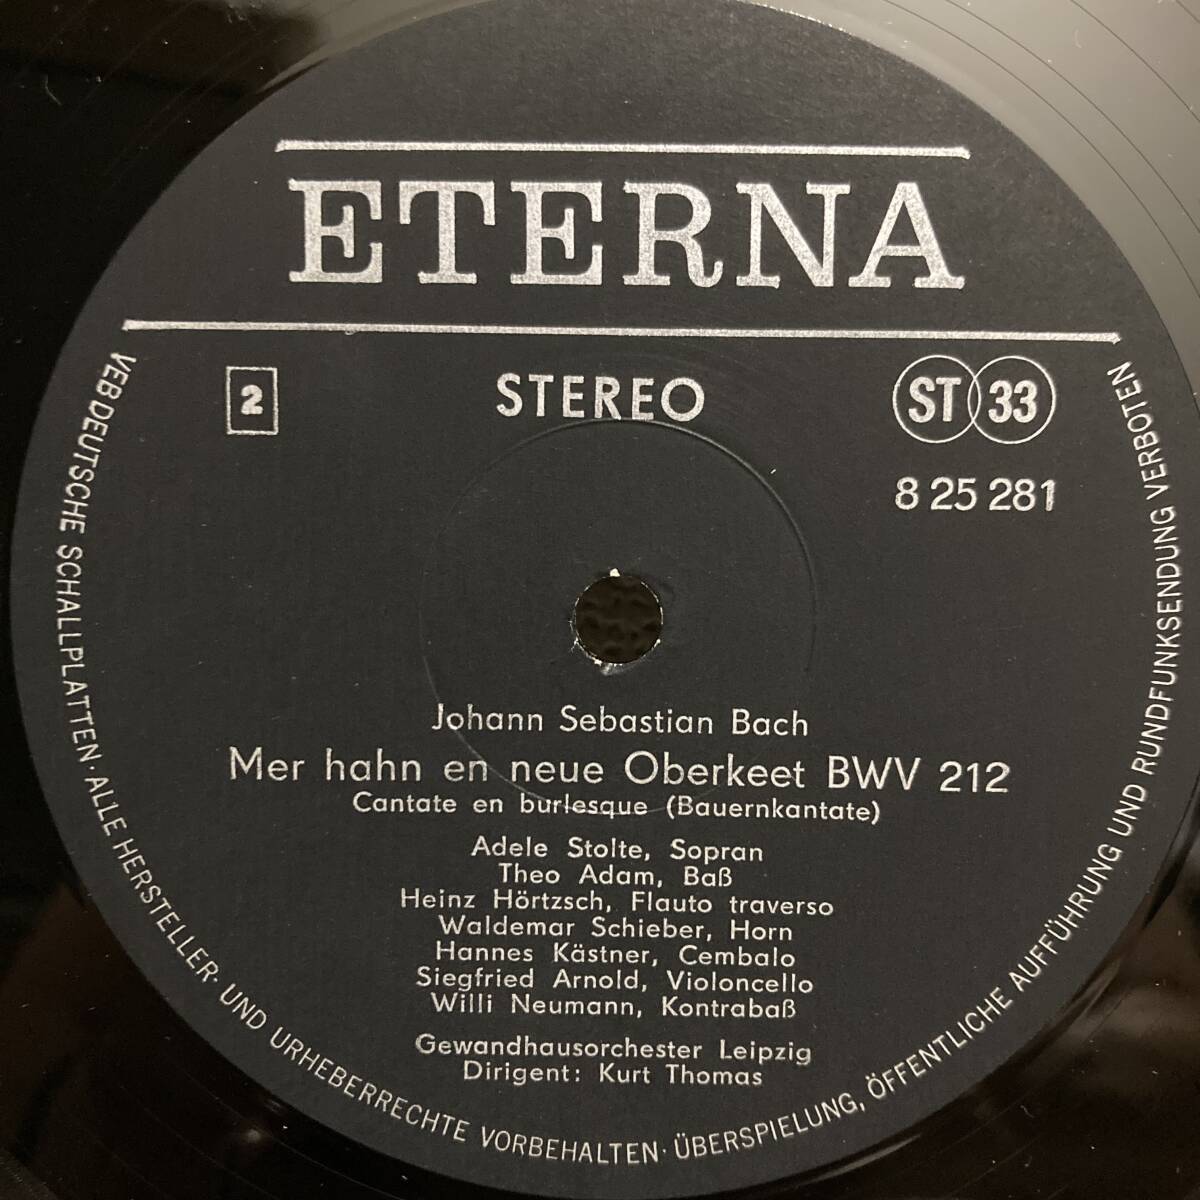 ETERNA
2
STEREO
ST 33
8 25 281
Johann Sebastian Bach
Mer hahn en neue Oberkeet BWV 212
Cantate en burlesque (Bauernkantate)
Adele Stolte, Sopran
Theo Adam, Baß
Heinz Hörtzsch, Flauto traverso
Waldemar Schieber, Horn
Hannes Kästner, Cembalo
Siegfried Arnold, Violoncello
Willi Neumann, Kontrabaß
Gewandhausorchester Leipzig
Dirigent: Kurt Thomas
VEB DEUTSCHE SCHALLPLATTEN · ALLE HERSTELLER- UND URHEBERRECHTE VORBEHALTEN · ÜBERSPIELUNG, ÖFFENTLICHE AUFFÜHRUNG UND RUNDFUNKSENDUNG VERBOTEN